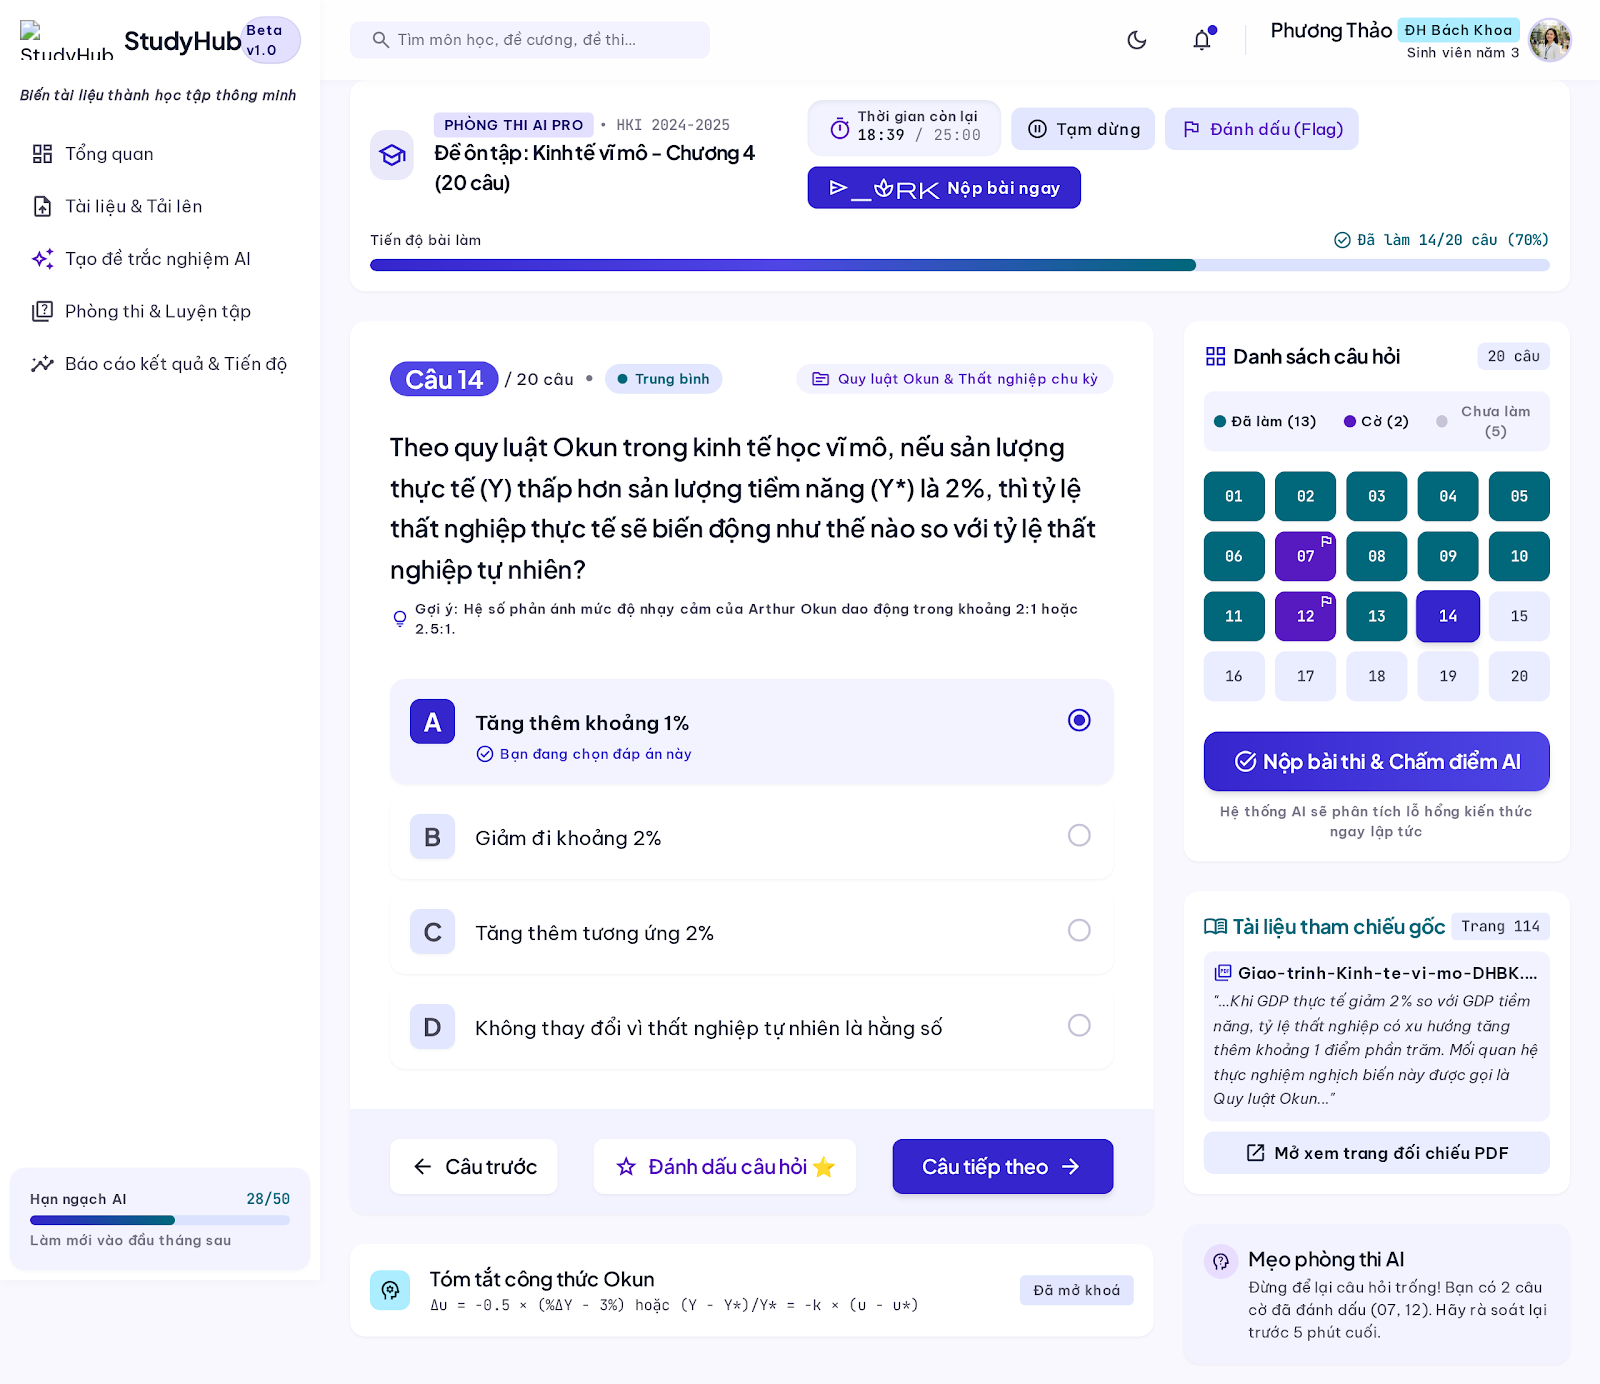 StudyHub
StudyHub
Beta v1.0
Biến tài liệu thành học tập thông minh
Tổng quan
Tài liệu & Tải lên
Tạo đề trắc nghiệm AI
Phòng thi & Luyện tập
Báo cáo kết quả & Tiến độ
Hạn ngạch AI 28/50
Làm mới vào đầu tháng sau
Tìm môn học, đề cương, đề thi...
Phương Thảo ĐH Bách Khoa
Sinh viên năm 3
PHÒNG THI AI PRO • HKI 2024-2025
Đề ôn tập: Kinh tế vĩ mô – Chương 4
(20 câu)
Thời gian còn lại
18:39 / 25:00
Tạm dừng
Đánh dấu (Flag)
Nộp bài ngay
Tiến độ bài làm
Đã làm 14/20 câu (70%)
Câu 14 / 20 câu • Trung bình
Quy luật Okun & Thất nghiệp chu kỳ
Theo quy luật Okun trong kinh tế học vĩ mô, nếu sản lượng
thực tế (Y) thấp hơn sản lượng tiềm năng (Y*) là 2%, thì tỷ lệ
thất nghiệp thực tế sẽ biến động như thế nào so với tỷ lệ thất
nghiệp tự nhiên?
Gợi ý: Hệ số phản ánh mức độ nhạy cảm của Arthur Okun dao động trong khoảng 2:1 hoặc
2.5:1.
A Tăng thêm khoảng 1%
Bạn đang chọn đáp án này
B Giảm đi khoảng 2%
C Tăng thêm tương ứng 2%
D Không thay đổi vì thất nghiệp tự nhiên là hằng số
Câu trước
Đánh dấu câu hỏi ⭐
Câu tiếp theo
Tóm tắt công thức Okun
Δu = -0.5 × (%ΔY - 3%) hoặc (Y - Y*)/Y* = -k × (u - u*)
Đã mở khoá
Danh sách câu hỏi 20 câu
Đã làm (13) Cờ (2) Chưa làm (5)
01 02 03 04 05
06 07 08 09 10
11 12 13 14 15
16 17 18 19 20
Nộp bài thi & Chấm điểm AI
Hệ thống AI sẽ phân tích lỗ hổng kiến thức
ngay lập tức
Tài liệu tham chiếu gốc Trang 114
Giao-trinh-Kinh-te-vi-mo-DHBK....
"...Khi GDP thực tế giảm 2% so với GDP tiềm
năng, tỷ lệ thất nghiệp có xu hướng tăng
thêm khoảng 1 điểm phần trăm. Mối quan hệ
thực nghiệm nghịch biến này được gọi là
Quy luật Okun..."
Mở xem trang đối chiếu PDF
Mẹo phòng thi AI
Đừng để lại câu hỏi trống! Bạn có 2 câu
cờ đã đánh dấu (07, 12). Hãy rà soát lại
trước 5 phút cuối.